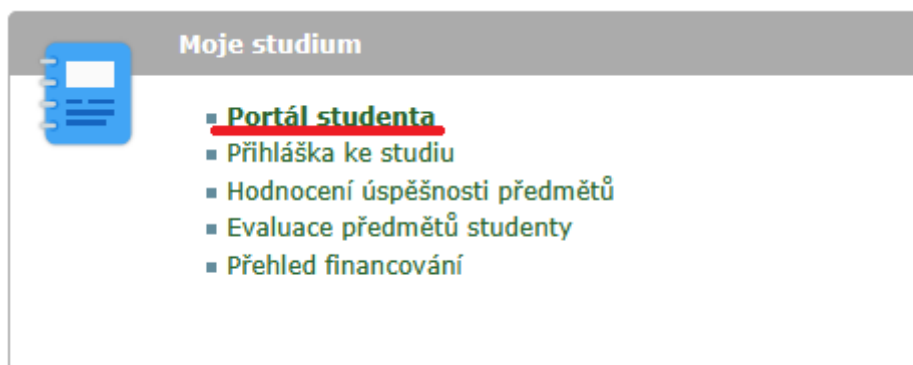 Moje studium
Portál studenta
Přihláška ke studiu
Hodnocení úspěšnosti předmětů
Evaluace předmětů studenty
Přehled financování